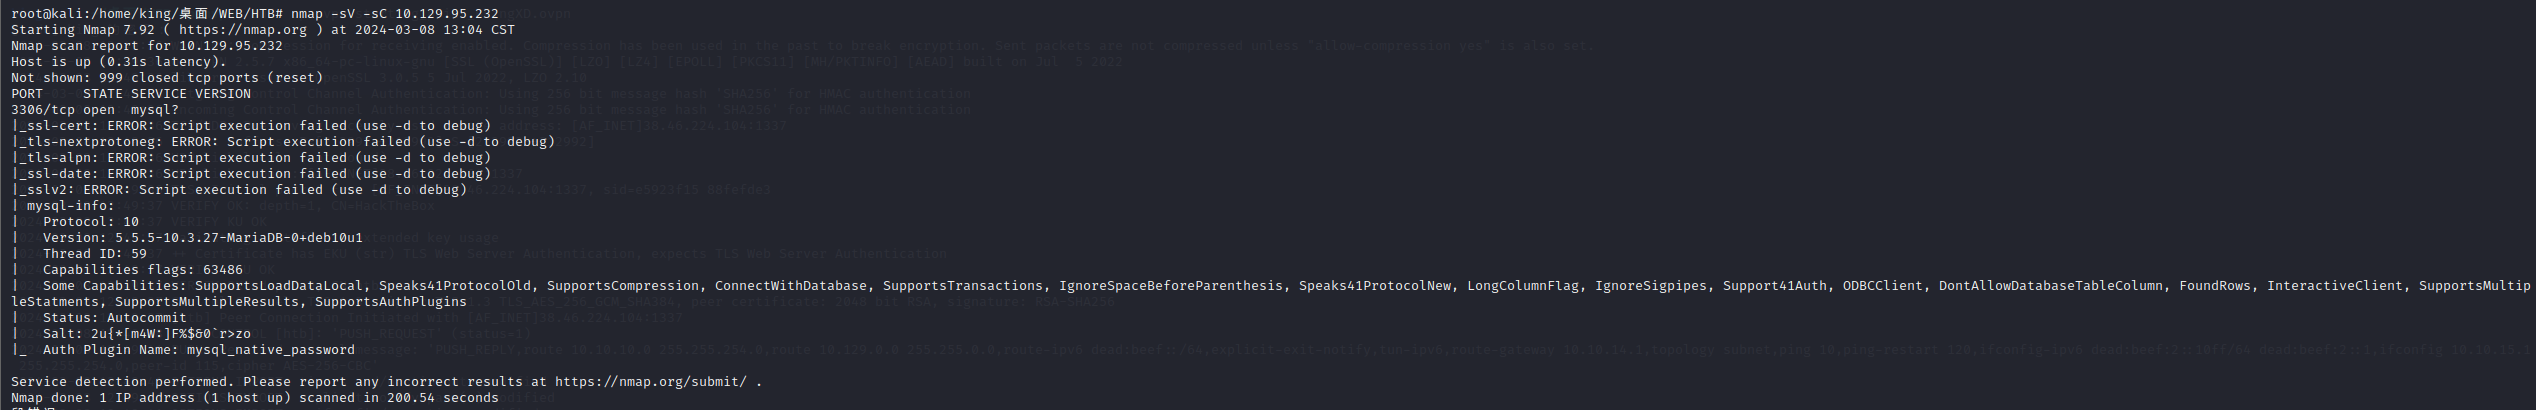 root@kali:/home/king/桌面/WEB/HTB# nmap -sV -sC 10.129.95.232
Starting Nmap 7.92 ( https://nmap.org ) at 2024-03-08 13:04 CST
Nmap scan report for 10.129.95.232
Host is up (0.31s latency).
Not shown: 999 closed tcp ports (reset)
PORT     STATE SERVICE VERSION
3306/tcp open  mysql?
|_ssl-cert: ERROR: Script execution failed (use -d to debug)
|_tls-nextprotoneg: ERROR: Script execution failed (use -d to debug)
|_tls-alpn: ERROR: Script execution failed (use -d to debug)
|_ssl-date: ERROR: Script execution failed (use -d to debug)
|_sslv2: ERROR: Script execution failed (use -d to debug)
| mysql-info:
|   Protocol: 10
|   Version: 5.5.5-10.3.27-MariaDB-0+deb10u1
|   Thread ID: 59
|   Capabilities flags: 63486
|   Some Capabilities: SupportsLoadDataLocal, Speaks41ProtocolOld, SupportsCompression, ConnectWithDatabase, SupportsTransactions, IgnoreSpaceBeforeParenthesis, Speaks41ProtocolNew, LongColumnFlag, IgnoreSigpipes, Support41Auth, ODBCClient, DontAllowDatabaseTableColumn, FoundRows, InteractiveClient, SupportsMultip
leStatments, SupportsMultipleResults, SupportsAuthPlugins
|   Status: Autocommit
|   Salt: 2u{*[m4W:]F%$&0`r>zo
|_  Auth Plugin Name: mysql_native_password
Service detection performed. Please report any incorrect results at https://nmap.org/submit/ .
Nmap done: 1 IP address (1 host up) scanned in 200.54 seconds